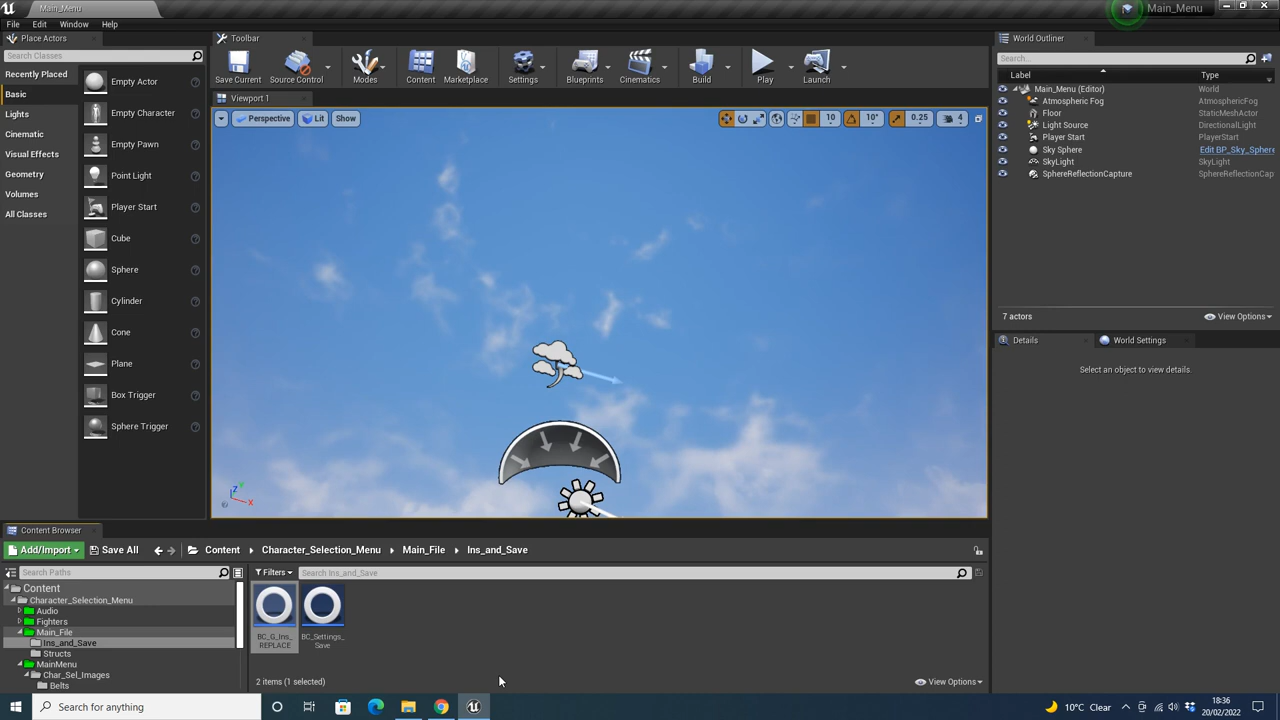 Main_Menu
Main_Menu
File Edit Window Help
Place Actors
Search Classes
Recently Placed
Basic
Lights
Cinematic
Visual Effects
Geometry
Volumes
All Classes
Empty Actor
Empty Character
Empty Pawn
Point Light
Player Start
Cube
Sphere
Cylinder
Cone
Plane
Box Trigger
Sphere Trigger
Toolbar
Save Current
Source Control
Modes
Content
Marketplace
Settings
Blueprints
Cinematics
Build
Play
Launch
Viewport 1
Perspective Lit Show
10 10° 0.25 4
X
Z
World Outliner
Search...
Label Type
Main_Menu (Editor) World
Atmospheric Fog AtmosphericFog
Floor StaticMeshActor
Light Source DirectionalLight
Player Start PlayerStart
Sky Sphere Edit BP_Sky_Sphere
SkyLight SkyLight
SphereReflectionCapture SphereReflectionCap
7 actors View Options
Details World Settings
Select an object to view details.
Content Browser
Add/Import Save All Content Character_Selection_Menu Main_File Ins_and_Save
Search Paths
Content
Character_Selection_Menu
Audio
Fighters
Main_File
Ins_and_Save
Structs
MainMenu
Char_Sel_Images
Belts
Filters Search Ins_and_Save
BC_G_Ins_
REPLACE
BC_Settings_
Save
2 items (1 selected) View Options
Search for anything
10°C Clear
18:36
20/02/2022